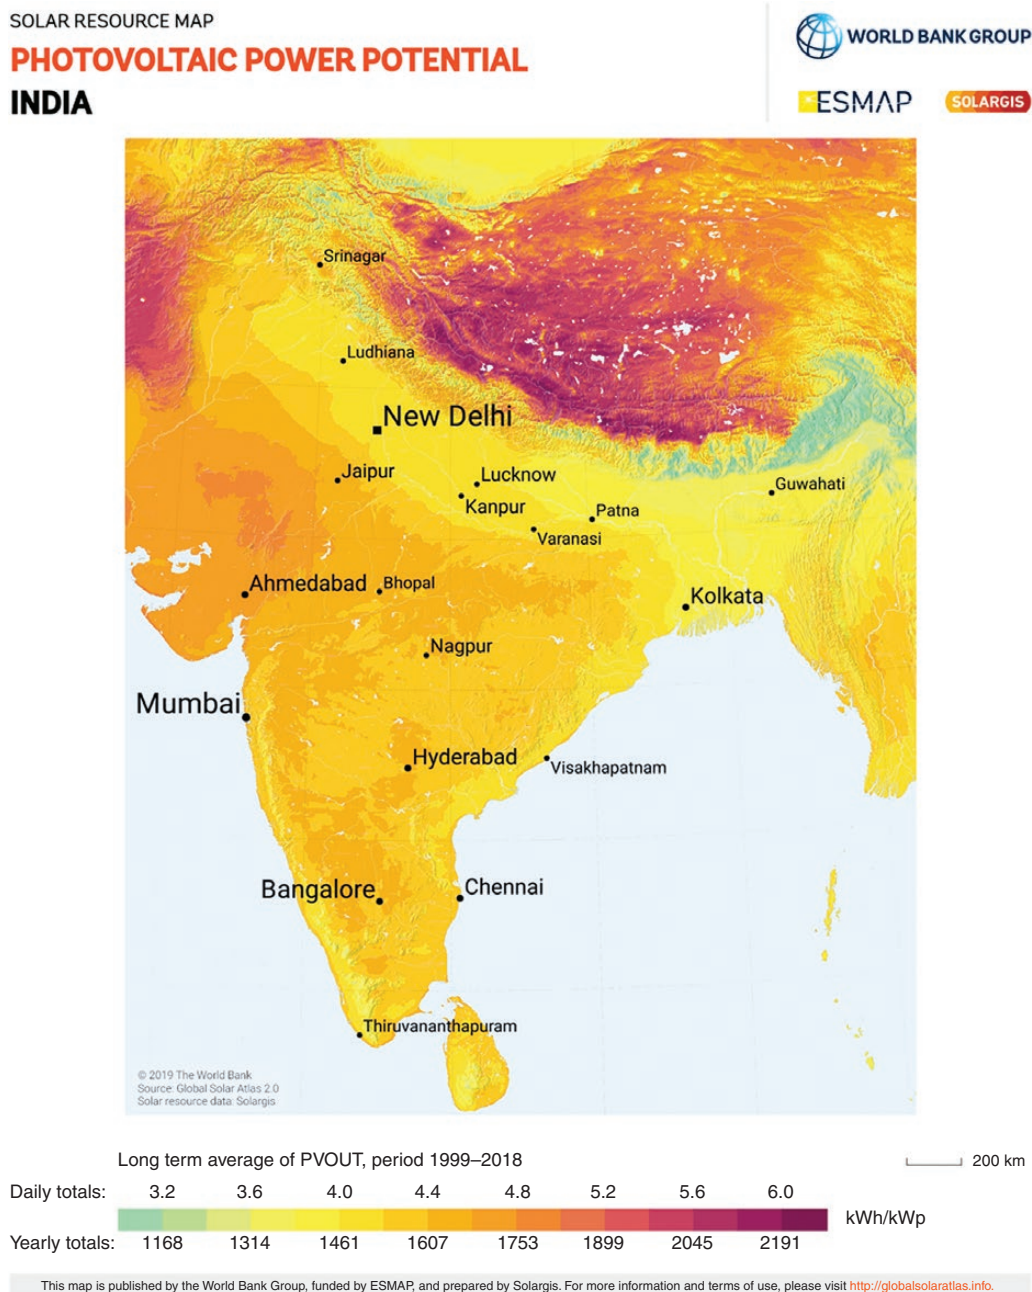 SOLAR RESOURCE MAP
PHOTOVOLTAIC POWER POTENTIAL
INDIA
WORLD BANK GROUP
ESMAP
SOLARGIS
Srinagar
Ludhiana
New Delhi
Jaipur
Lucknow
Guwahati
Kanpur
Patna
Varanasi
Ahmedabad
Bhopal
Kolkata
Nagpur
Mumbai
Hyderabad
Visakhapatnam
Bangalore
Chennai
Thiruvananthapuram
© 2019 The World Bank
Source: Global Solar Atlas 2.0
Solar resource data: Solargis
Long term average of PVOUT, period 1999–2018
200 km
Daily totals: 3.2 3.6 4.0 4.4 4.8 5.2 5.6 6.0
kWh/kWp
Yearly totals: 1168 1314 1461 1607 1753 1899 2045 2191
This map is published by the World Bank Group, funded by ESMAP, and prepared by Solargis. For more information and terms of use, please visit http://globalsolaratlas.info.